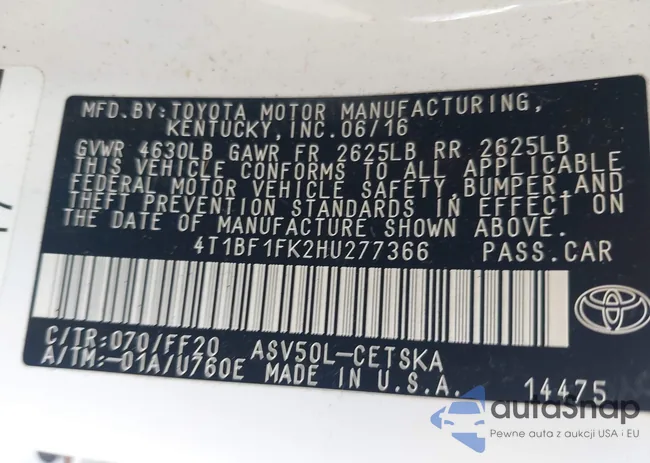 MFD.BY:TOYOTA MOTOR MANUFACTURING,
KENTUCKY,INC.06/16
GVWR 4630LB GAWR FR 2625LB RR 2625LB
THIS VEHICLE CONFORMS TO ALL APPLICABLE
FEDERAL MOTOR VEHICLE SAFETY,BUMPER,AND
THEFT PREVENTION STANDARDS IN EFFECT ON
THE DATE OF MANUFACTURE SHOWN ABOVE.
4T1BF1FK2HU277366 PASS.CAR
C/TR:070/FF20 ASV50L-CETSKA
A/TM:-01A/U760E MADE IN U.S.A. 14475
autoSnap
Pewne auta z aukcji USA i EU